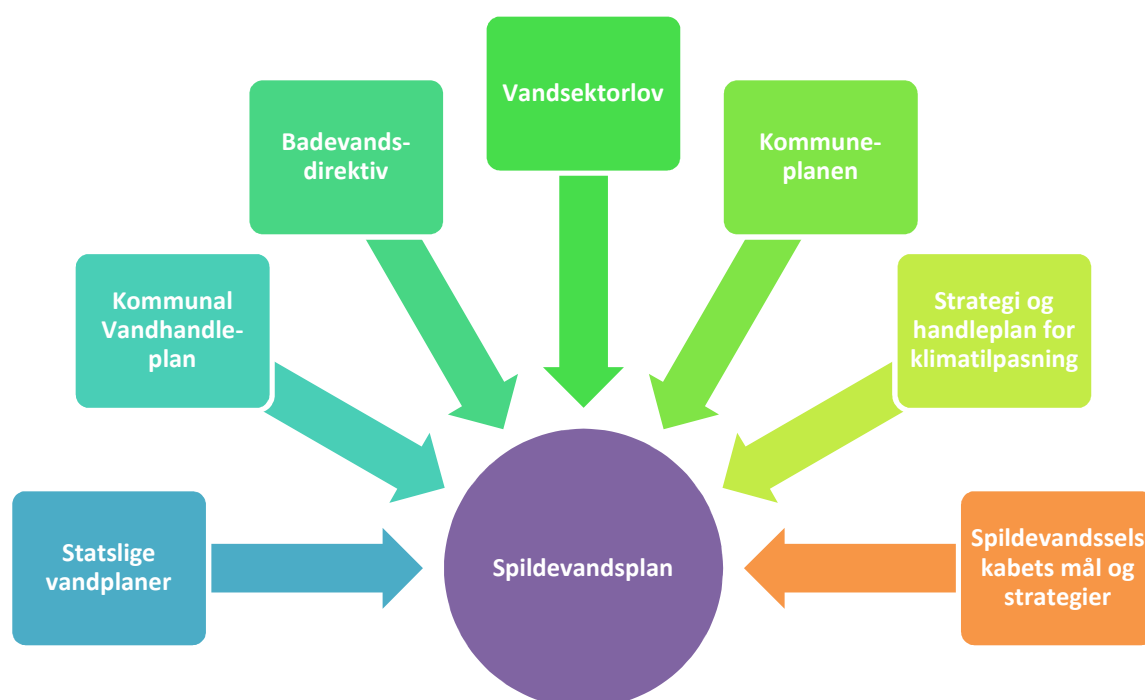 Vandsektorlov
Badevands-
direktiv
Kommune-
planen
Kommunal
Vandhandle-
plan
Strategi og
handleplan for
klimatilpasning
Statslige
vandplaner
Spildevandsplan
Spildevandssels
kabets mål og
strategier